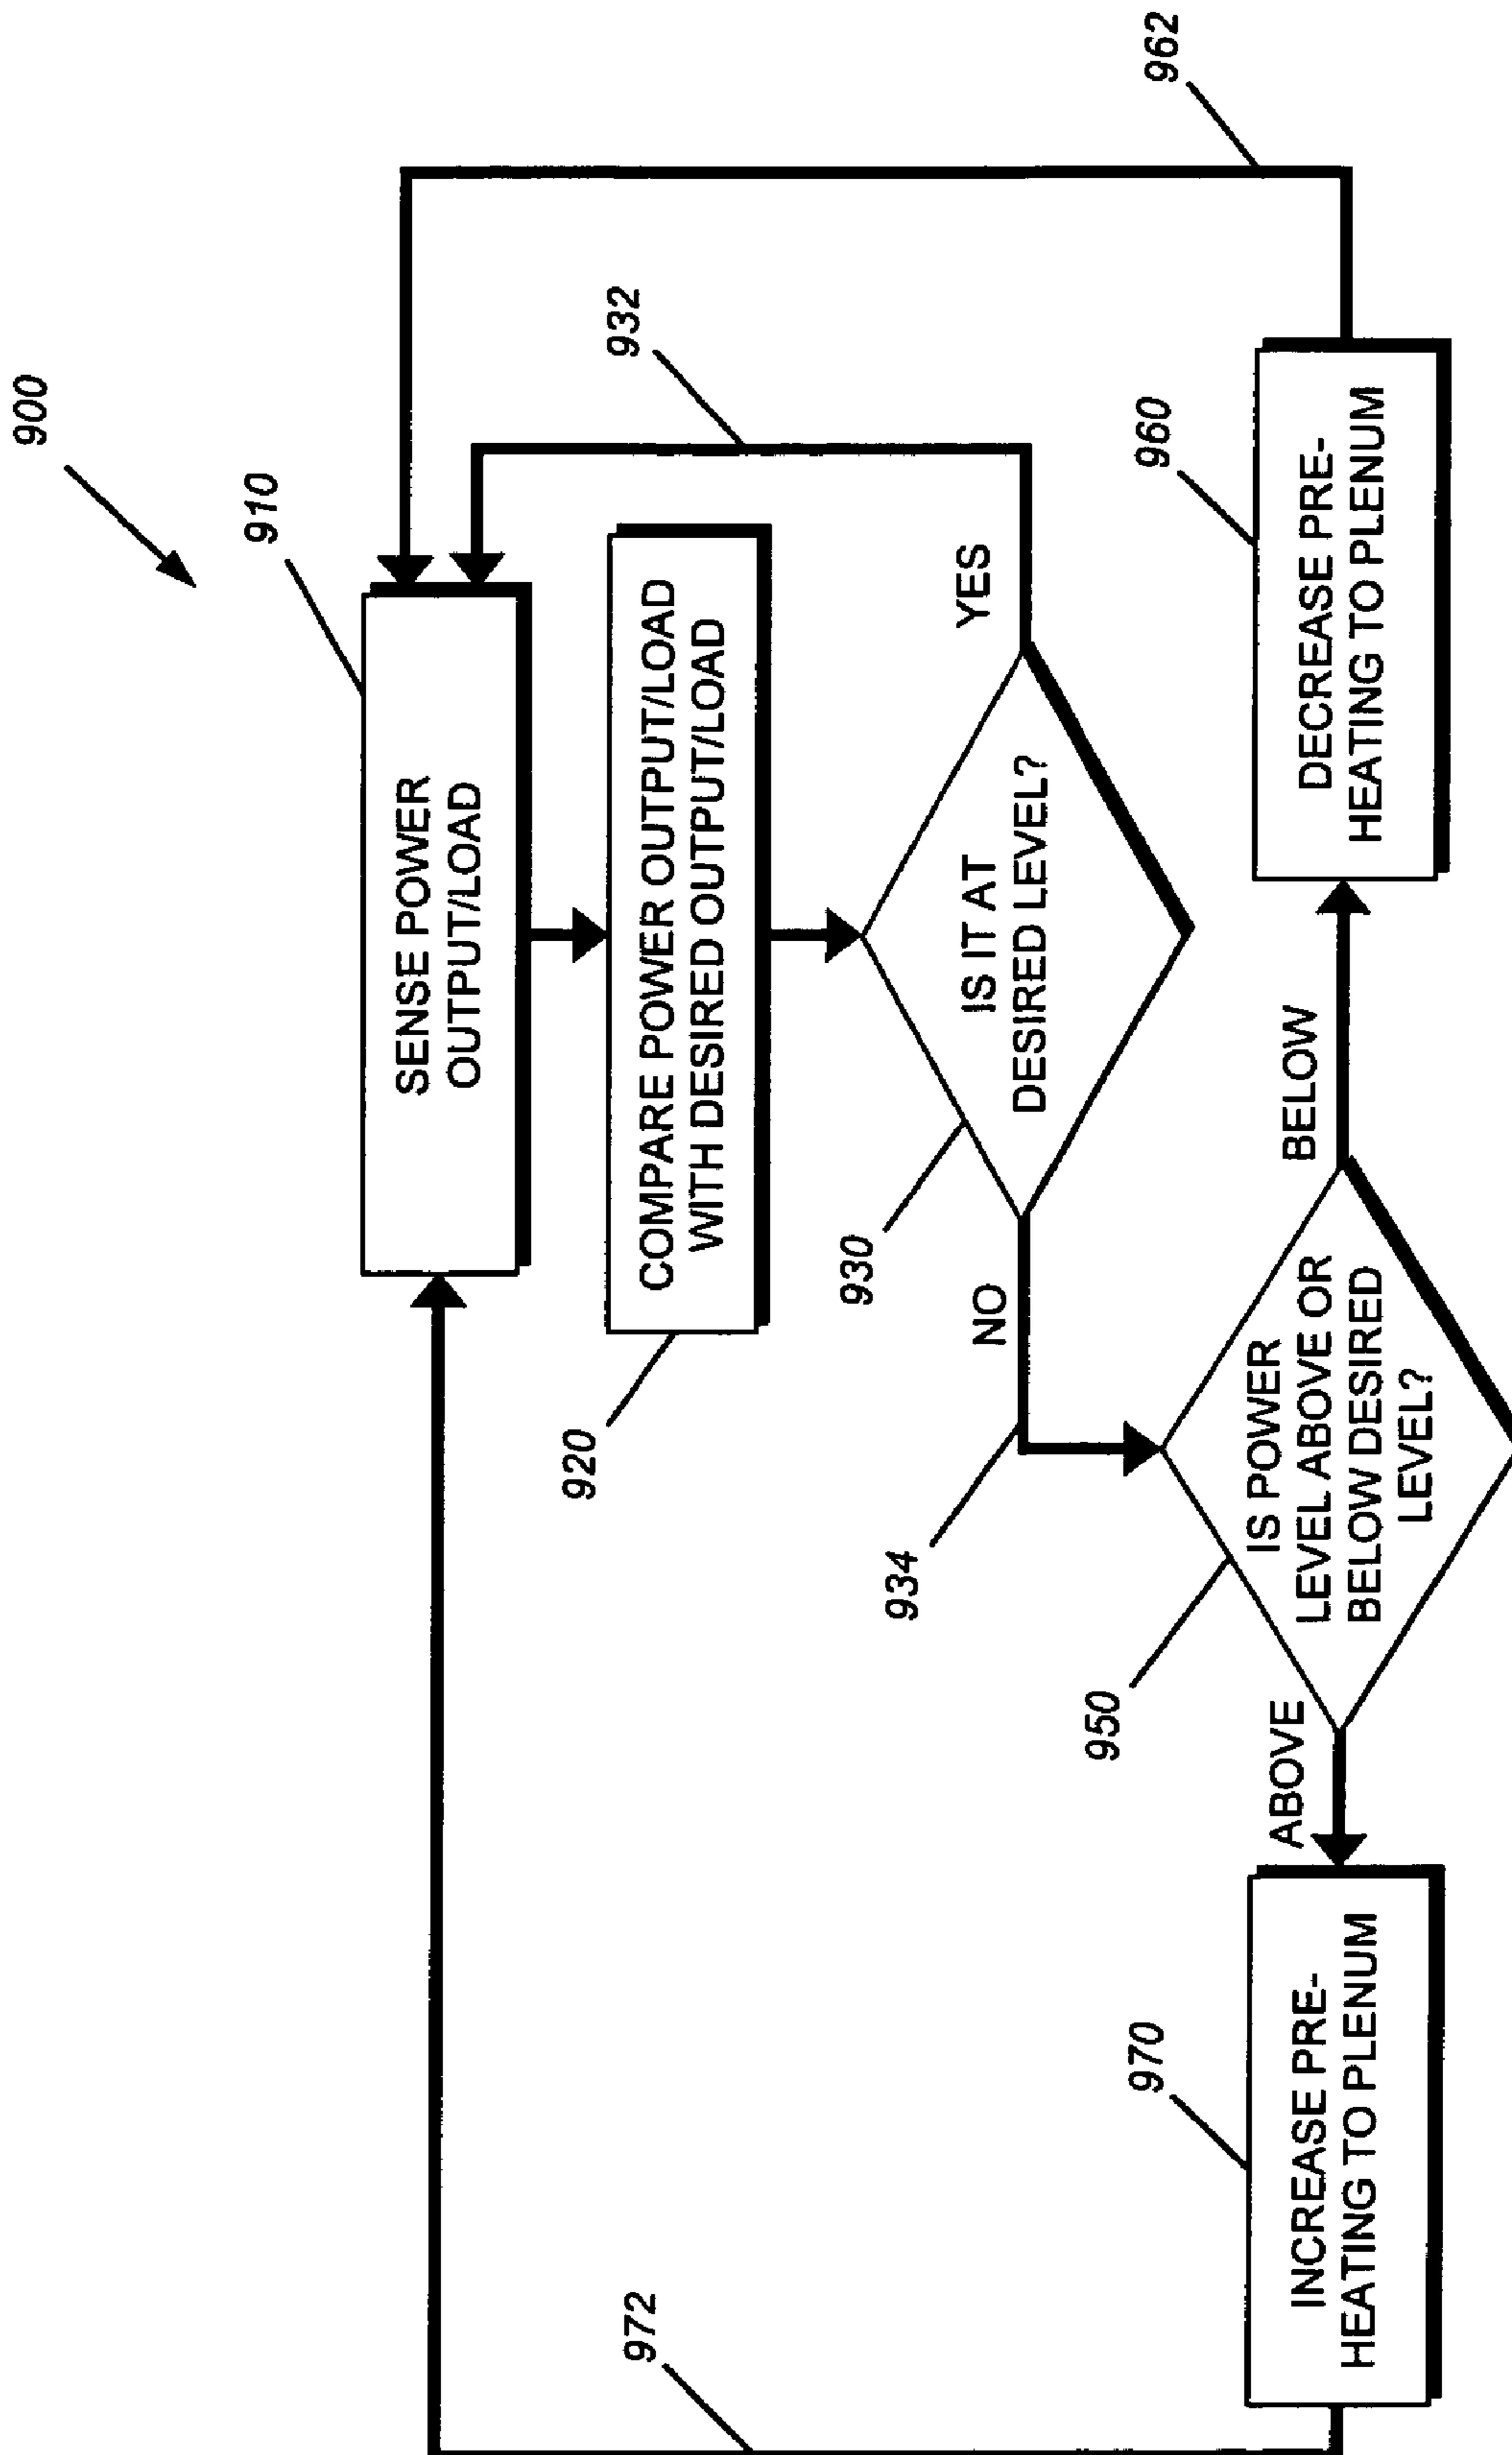 900
910
SENSE POWER
OUTPUT/LOAD
920
COMPARE POWER OUTPUT/LOAD
WITH DESIRED OUTPUT/LOAD
930
IS IT AT
DESIRED LEVEL?
YES
932
NO
934
950
IS POWER
LEVEL ABOVE OR
BELOW DESIRED
LEVEL?
BELOW
960
DECREASE PRE-
HEATING TO PLENUM
962
ABOVE
970
INCREASE PRE-
HEATING TO PLENUM
972